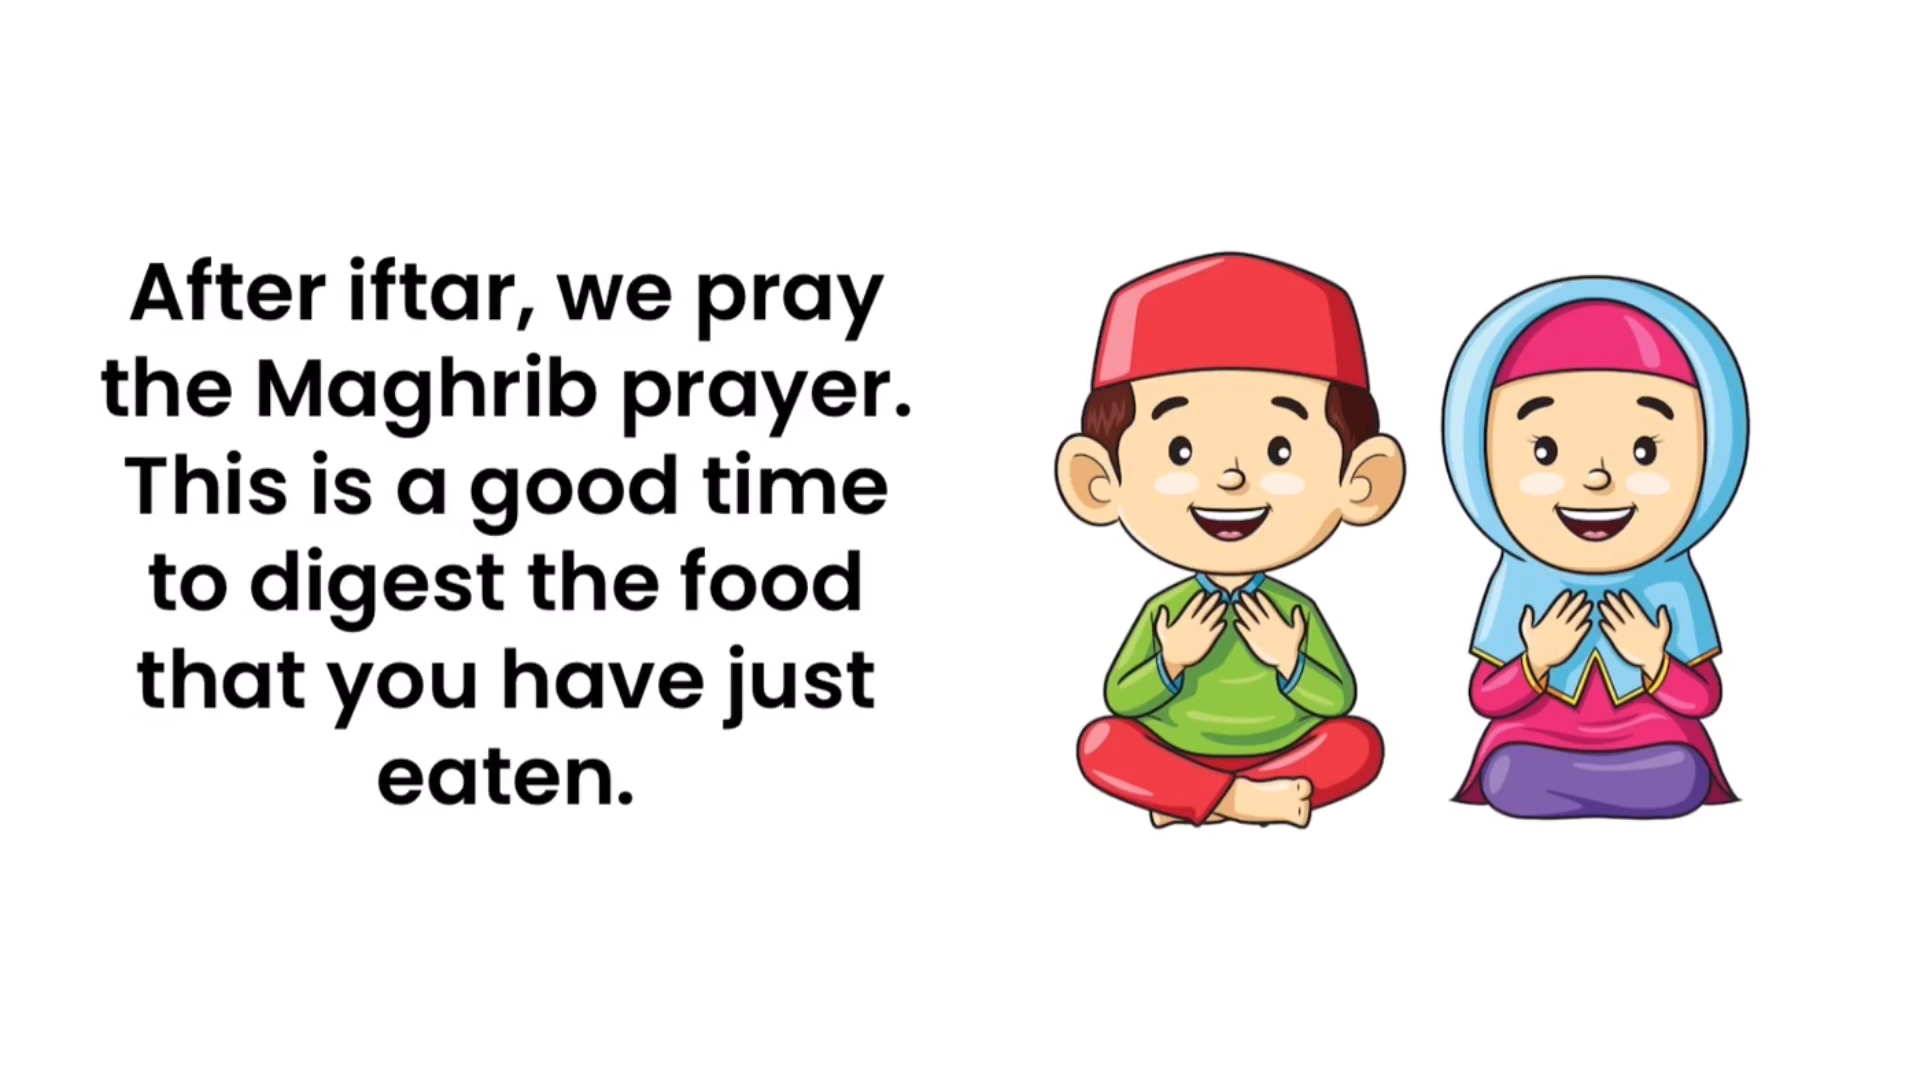 After iftar, we pray
the Maghrib prayer.
This is a good time
to digest the food
that you have just
eaten.